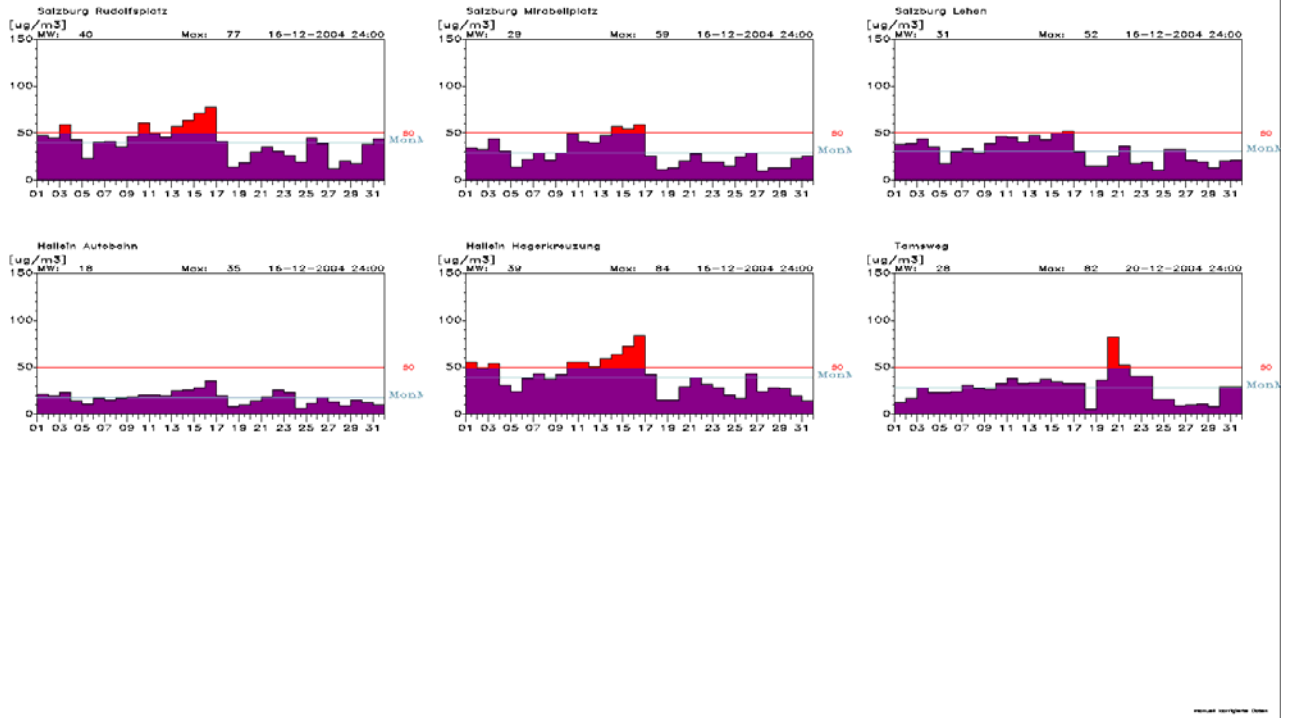 Salzburg Rudolfsplatz
[ug/m3]
MW: 40 Max: 77 16-12-2004 24:00
150
100
50
0
50
MonM
01 03 05 07 09 11 13 15 17 19 21 23 25 27 29 31
Salzburg Mirabellplatz
[ug/m3]
MW: 29 Max: 59 16-12-2004 24:00
150
100
50
0
50
MonM
01 03 05 07 09 11 13 15 17 19 21 23 25 27 29 31
Salzburg Lehen
[ug/m3]
MW: 31 Max: 52 16-12-2004 24:00
150
100
50
0
50
MonM
01 03 05 07 09 11 13 15 17 19 21 23 25 27 29 31
Hallein Autobahn
[ug/m3]
MW: 18 Max: 35 16-12-2004 24:00
150
100
50
0
50
MonM
01 03 05 07 09 11 13 15 17 19 21 23 25 27 29 31
Hallein Hagerkreuzung
[ug/m3]
MW: 39 Max: 84 16-12-2004 24:00
150
100
50
0
50
MonM
01 03 05 07 09 11 13 15 17 19 21 23 25 27 29 31
Tamsweg
[ug/m3]
MW: 28 Max: 82 20-12-2004 24:00
150
100
50
0
50
MonM
01 03 05 07 09 11 13 15 17 19 21 23 25 27 29 31
manuell korrigierte Daten